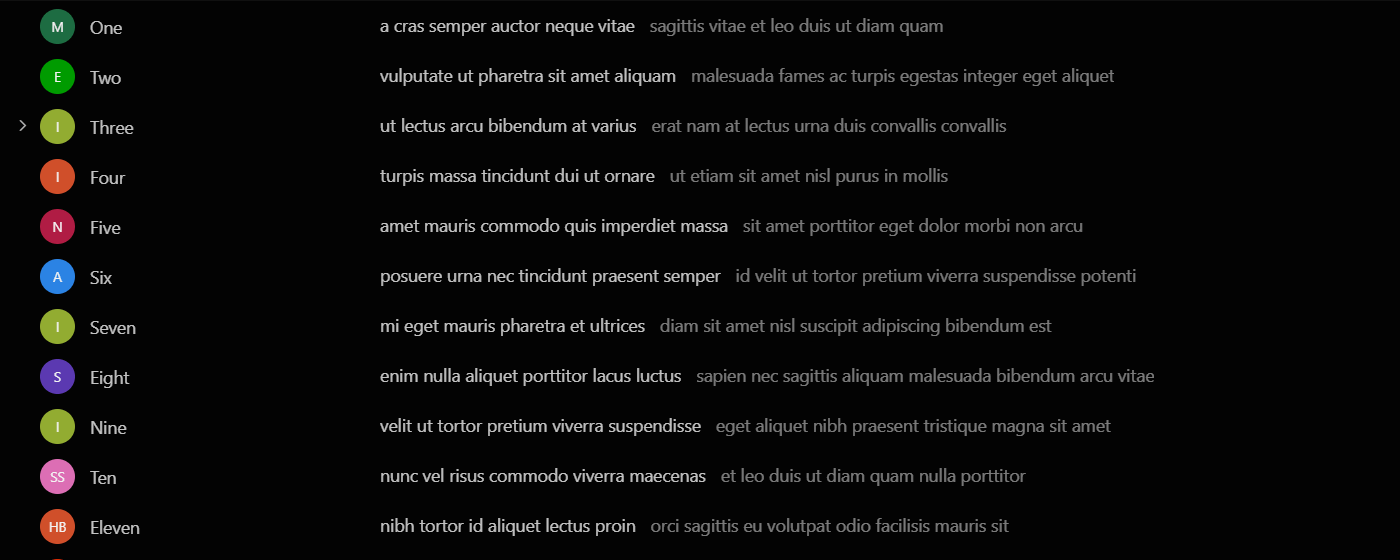 M One a cras semper auctor neque vitae sagittis vitae et leo duis ut diam quam
E Two vulputate ut pharetra sit amet aliquam malesuada fames ac turpis egestas integer eget aliquet
I Three ut lectus arcu bibendum at varius erat nam at lectus urna duis convallis convallis
I Four turpis massa tincidunt dui ut ornare ut etiam sit amet nisl purus in mollis
N Five amet mauris commodo quis imperdiet massa sit amet porttitor eget dolor morbi non arcu
A Six posuere urna nec tincidunt praesent semper id velit ut tortor pretium viverra suspendisse potenti
I Seven mi eget mauris pharetra et ultrices diam sit amet nisl suscipit adipiscing bibendum est
S Eight enim nulla aliquet porttitor lacus luctus sapien nec sagittis aliquam malesuada bibendum arcu vitae
I Nine velit ut tortor pretium viverra suspendisse eget aliquet nibh praesent tristique magna sit amet
SS Ten nunc vel risus commodo viverra maecenas et leo duis ut diam quam nulla porttitor
HB Eleven nibh tortor id aliquet lectus proin orci sagittis eu volutpat odio facilisis mauris sit